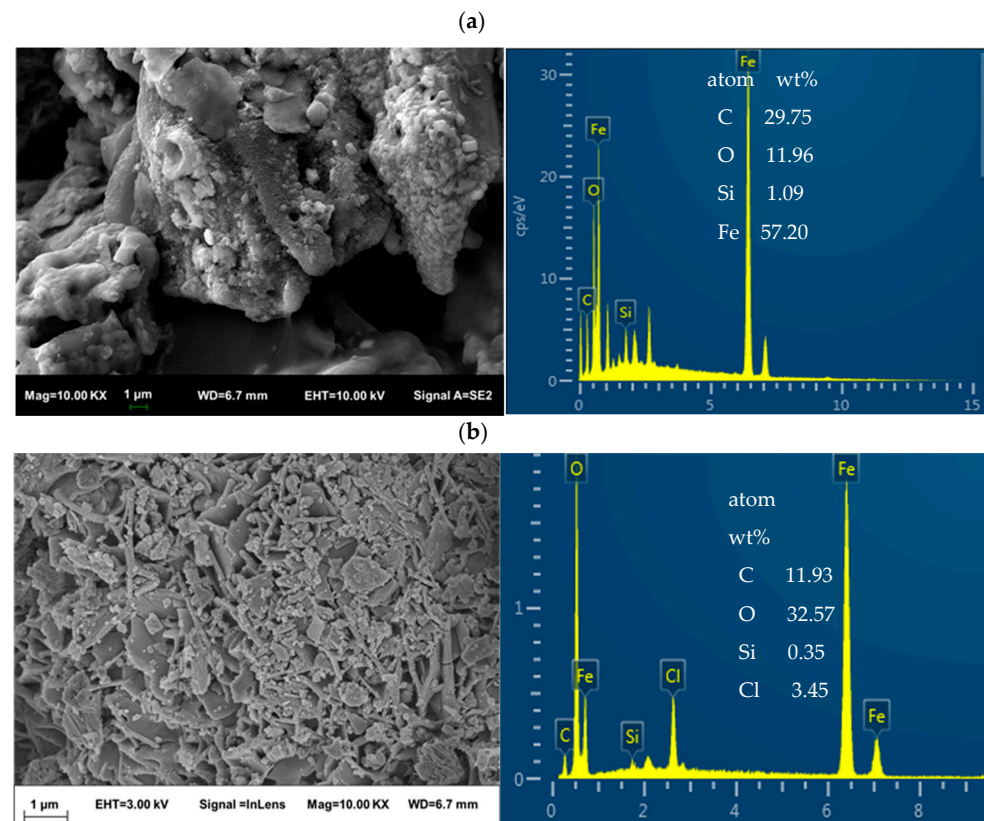 (a)
Mag=10.00 KX 1 µm WD=6.7 mm EHT=10.00 kV Signal A=SE2
Fe
atom wt%
C 29.75
O 11.96
Si 1.09
Fe 57.20
Fe
O
C
Si
cps/eV
30
20
10
0
0 5 10 15
(b)
1 µm EHT=3.00 kV Signal =InLens Mag=10.00 KX WD=6.7 mm
O
Fe
atom
wt%
C 11.93
O 32.57
Si 0.35
Cl 3.45
Fe
Cl
Fe
C
Si
1
0
0 2 4 6 8